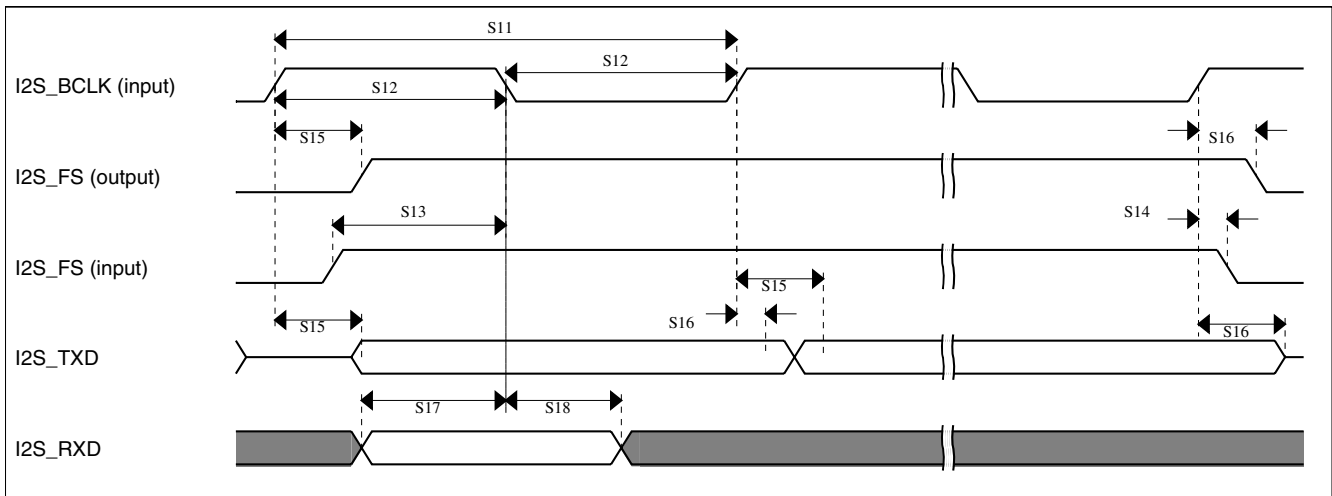 S11
S12
I2S_BCLK (input)
S12
S15
S16
I2S_FS (output)
S13
S14
I2S_FS (input)
S15
S16
S15
S16
I2S_TXD
S17
S18
I2S_RXD